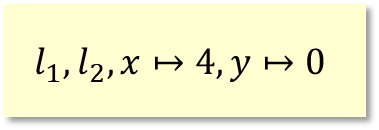 l₁, l₂, x ↦ 4, y ↦ 0